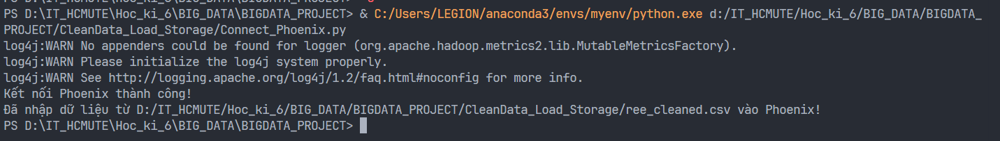 PS D:\IT_HCMUTE\Hoc_ki_6\BIG_DATA\BIGDATA_PROJECT> & C:/Users/LEGION/anaconda3/envs/myenv/python.exe d:/IT_HCMUTE/Hoc_ki_6/BIG_DATA/BIGDATA_
PROJECT/CleanData_Load_Storage/Connect_Phoenix.py
log4j:WARN No appenders could be found for logger (org.apache.hadoop.metrics2.lib.MutableMetricsFactory).
log4j:WARN Please initialize the log4j system properly.
log4j:WARN See http://logging.apache.org/log4j/1.2/faq.html#noconfig for more info.
Kết nối Phoenix thành công!
Đã nhập dữ liệu từ D:/IT_HCMUTE/Hoc_ki_6/BIG_DATA/BIGDATA_PROJECT/CleanData_Load_Storage/ree_cleaned.csv vào Phoenix!
PS D:\IT_HCMUTE\Hoc_ki_6\BIG_DATA\BIGDATA_PROJECT>